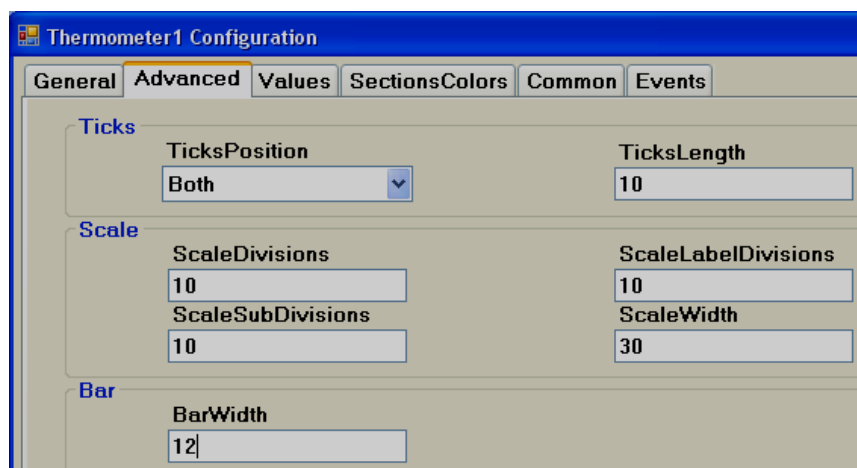 Thermometer1 Configuration
General Advanced Values SectionsColors Common Events
Ticks
TicksPosition TicksLength
Both 10
Scale
ScaleDivisions ScaleLabelDivisions
10 10
ScaleSubDivisions ScaleWidth
10 30
Bar
BarWidth
12